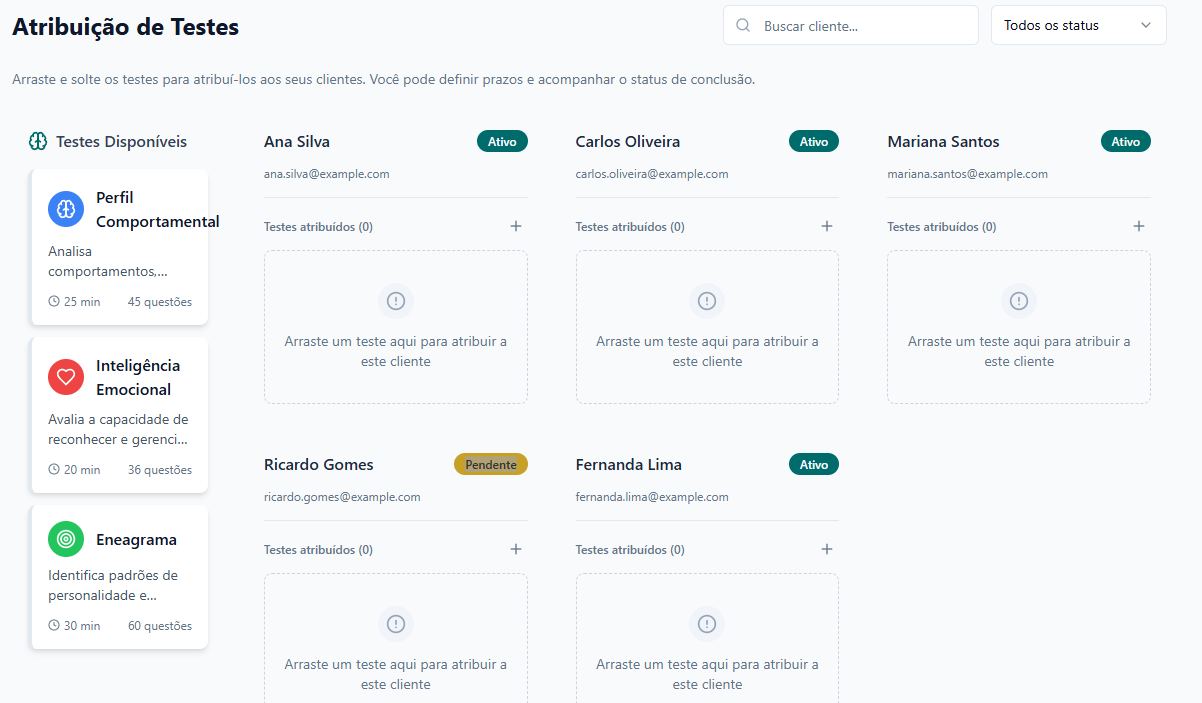 Atribuição de Testes
Buscar cliente...
Todos os status
Arraste e solte os testes para atribuí-los aos seus clientes. Você pode definir prazos e acompanhar o status de conclusão.
Testes Disponíveis
Perfil
Comportamental
Analisa
comportamentos,...
25 min
45 questões
Inteligência
Emocional
Avalia a capacidade de
reconhecer e gerenci...
20 min
36 questões
Eneagrama
Identifica padrões de
personalidade e...
30 min
60 questões
Ana Silva
Ativo
ana.silva@example.com
Testes atribuídos (0)
Arraste um teste aqui para atribuir a
este cliente
Carlos Oliveira
Ativo
carlos.oliveira@example.com
Testes atribuídos (0)
Arraste um teste aqui para atribuir a
este cliente
Mariana Santos
Ativo
mariana.santos@example.com
Testes atribuídos (0)
Arraste um teste aqui para atribuir a
este cliente
Ricardo Gomes
Pendente
ricardo.gomes@example.com
Testes atribuídos (0)
Arraste um teste aqui para atribuir a
este cliente
Fernanda Lima
Ativo
fernanda.lima@example.com
Testes atribuídos (0)
Arraste um teste aqui para atribuir a
este cliente